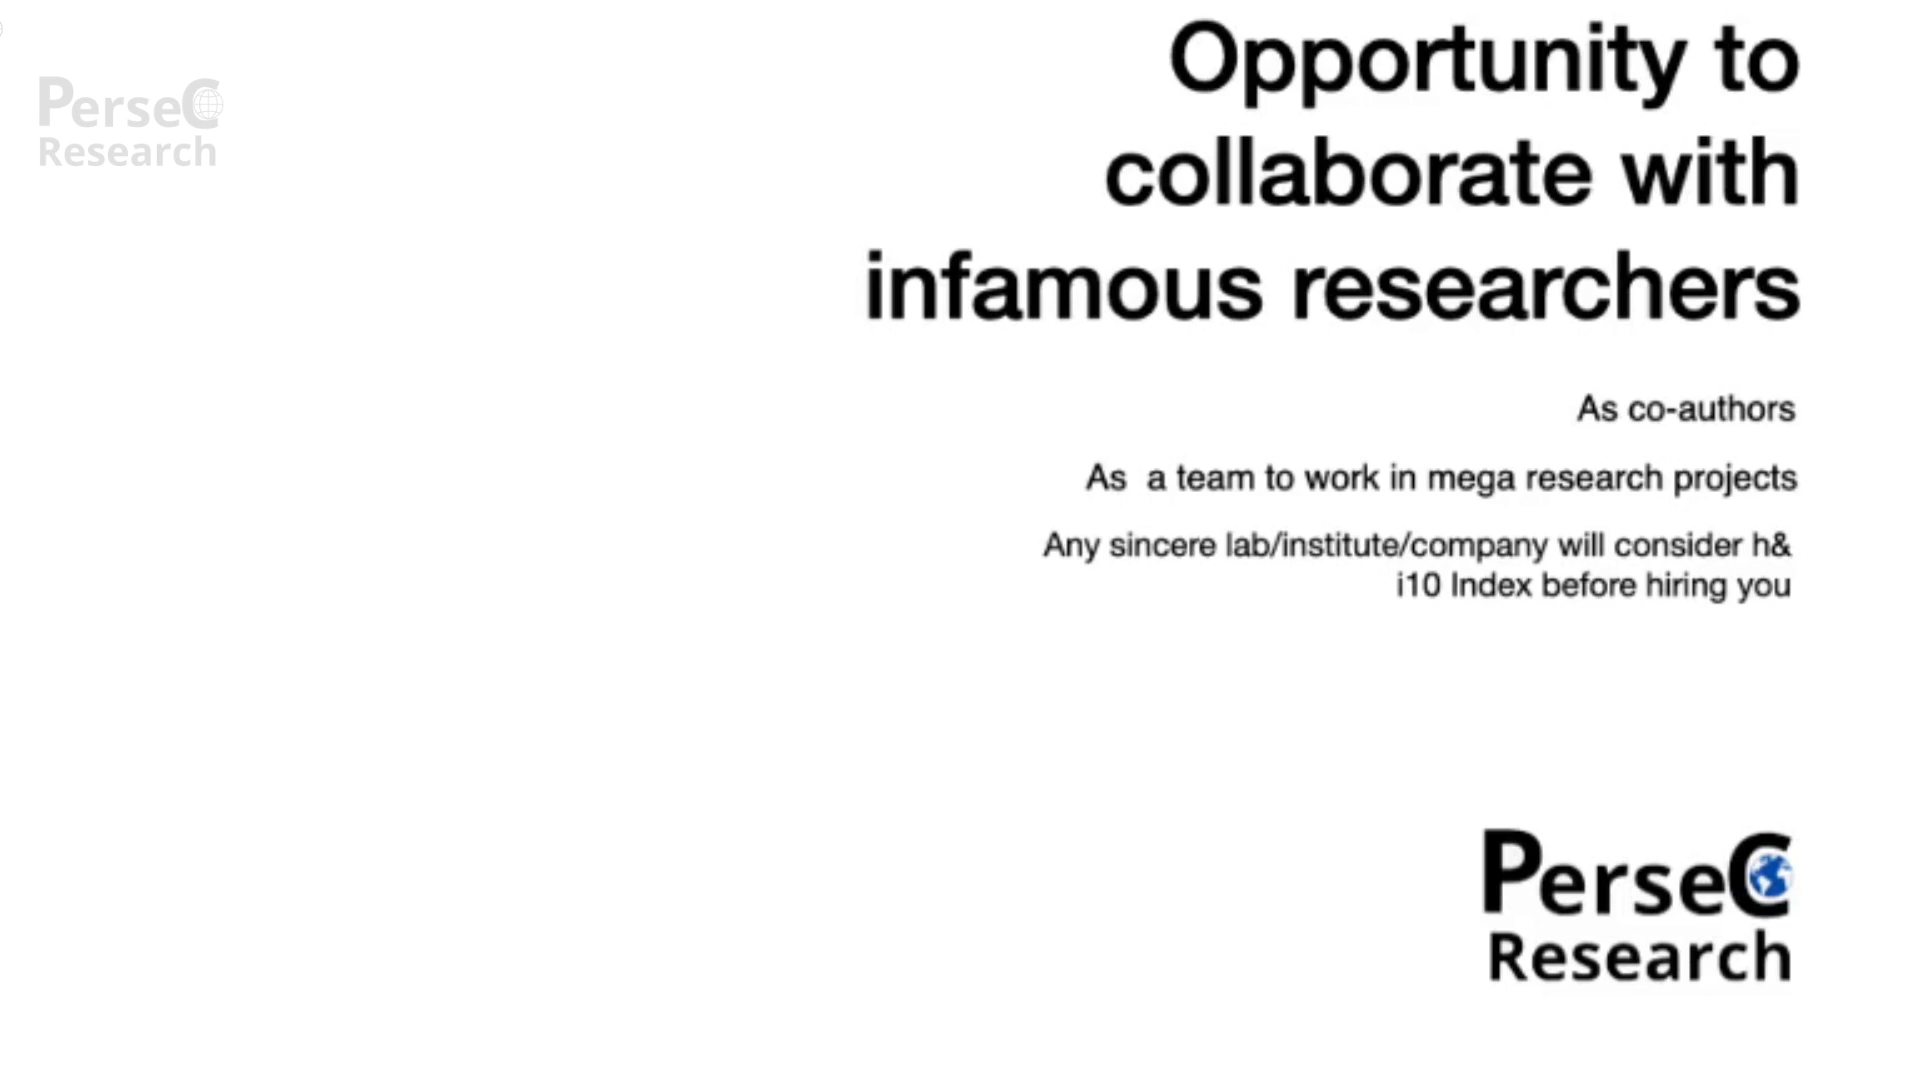 PerseC
Research
Opportunity to
collaborate with
infamous researchers
As co-authors
As a team to work in mega research projects
Any sincere lab/institute/company will consider h&
i10 Index before hiring you
PerseC
Research